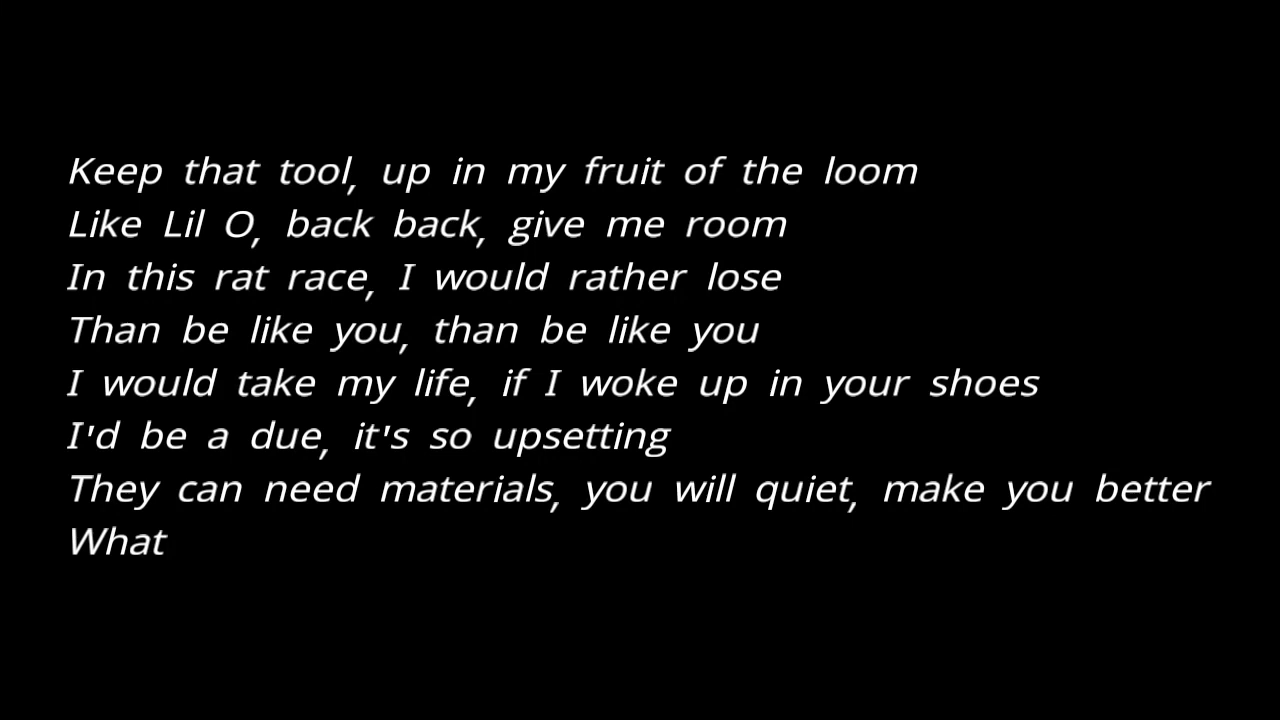 Keep that tool, up in my fruit of the loom
Like Lil O, back back, give me room
In this rat race, I would rather lose
Than be like you, than be like you
I would take my life, if I woke up in your shoes
I'd be a due, it's so upsetting
They can need materials, you will quiet, make you better
What